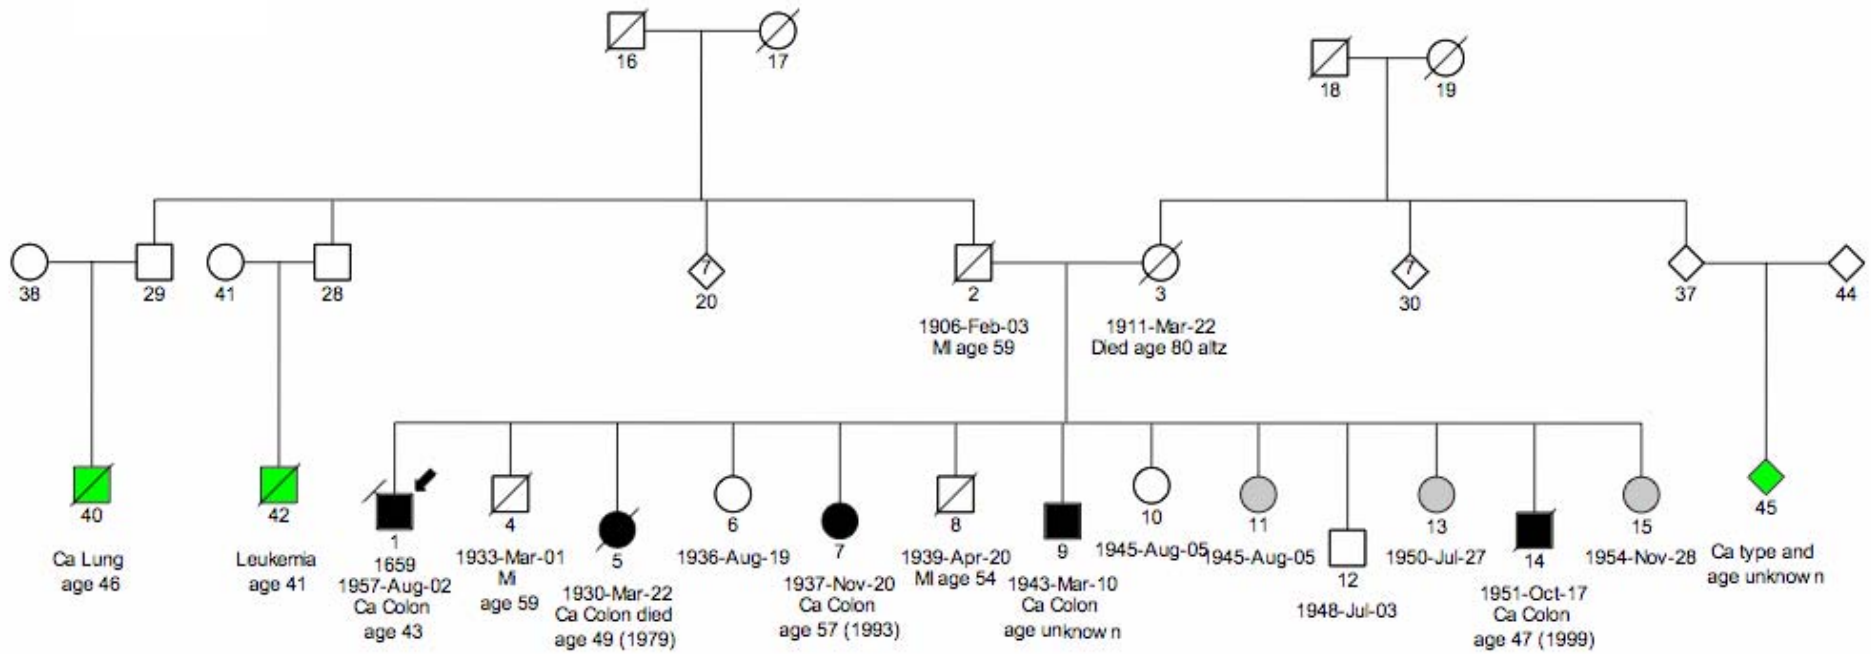 16
17
18
19
38
29
41
28
7
20
2
1906-Feb-03
MI age 59
3
1911-Mar-22
Died age 80 altz
7
30
37
44
40
Ca Lung
age 46
42
Leukemia
age 41
1
1659
1957-Aug-02
Ca Colon
age 43
4
1933-Mar-01
Mi
age 59
5
1930-Mar-22
Ca Colon died
age 49 (1979)
6
1936-Aug-19
7
1937-Nov-20
Ca Colon
age 57 (1993)
8
1939-Apr-20
MI age 54
9
1943-Mar-10
Ca Colon
age unknown
10
1945-Aug-05
11
1945-Aug-05
12
1948-Jul-03
13
1950-Jul-27
14
1951-Oct-17
Ca Colon
age 47 (1999)
15
1954-Nov-28
45
Ca type and
age unknown